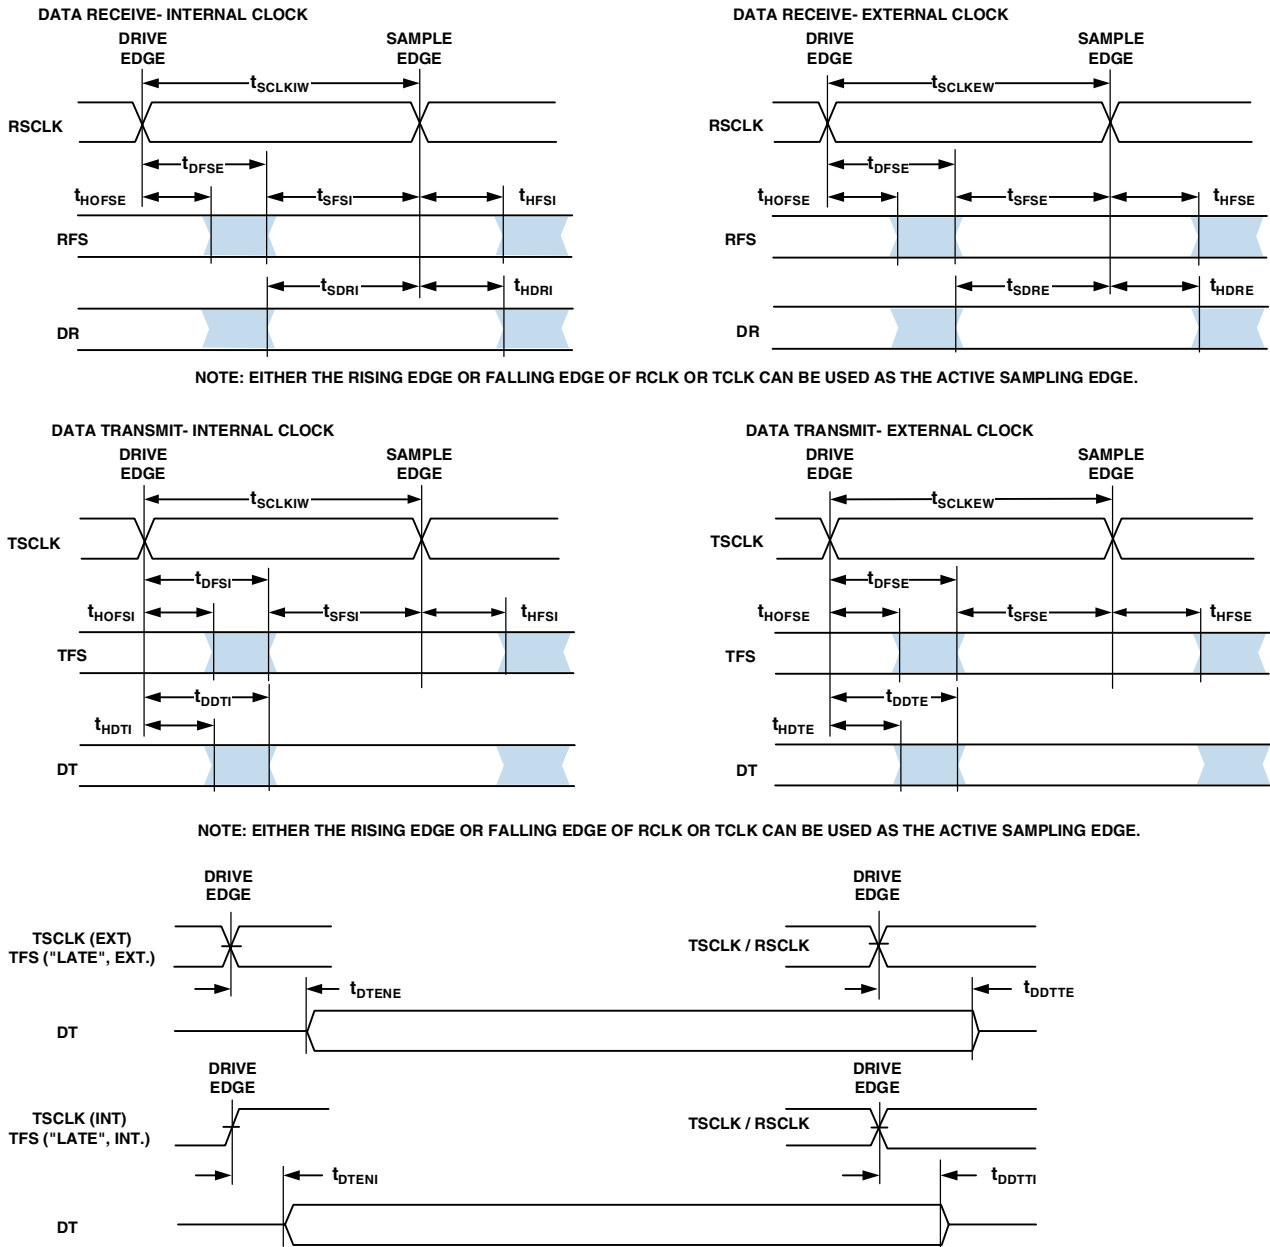 DATA RECEIVE- INTERNAL CLOCK
DRIVE
EDGE
SAMPLE
EDGE
tSCLKIW
RSCLK
tDFSE
tHOFSE
tSFSI
tHFSI
RFS
tSDRI
tHDRI
DR
DATA RECEIVE- EXTERNAL CLOCK
DRIVE
EDGE
SAMPLE
EDGE
tSCLKEW
RSCLK
tDFSE
tHOFSE
tSFSE
tHFSE
RFS
tSDRE
tHDRE
DR
NOTE: EITHER THE RISING EDGE OR FALLING EDGE OF RCLK OR TCLK CAN BE USED AS THE ACTIVE SAMPLING EDGE.
DATA TRANSMIT- INTERNAL CLOCK
DRIVE
EDGE
SAMPLE
EDGE
tSCLKIW
TSCLK
tDFSI
tHOFSI
tSFSI
tHFSI
TFS
tDDTI
tHDTI
DT
DATA TRANSMIT- EXTERNAL CLOCK
DRIVE
EDGE
SAMPLE
EDGE
tSCLKEW
TSCLK
tDFSE
tHOFSE
tSFSE
tHFSE
TFS
tDDTE
tHDTE
DT
NOTE: EITHER THE RISING EDGE OR FALLING EDGE OF RCLK OR TCLK CAN BE USED AS THE ACTIVE SAMPLING EDGE.
DRIVE
EDGE
DRIVE
EDGE
TSCLK (EXT)
TFS ("LATE", EXT.)
TSCLK / RSCLK
tDTENE
tDDTTE
DT
DRIVE
EDGE
DRIVE
EDGE
TSCLK (INT)
TFS ("LATE", INT.)
TSCLK / RSCLK
tDTENI
tDDTTI
DT